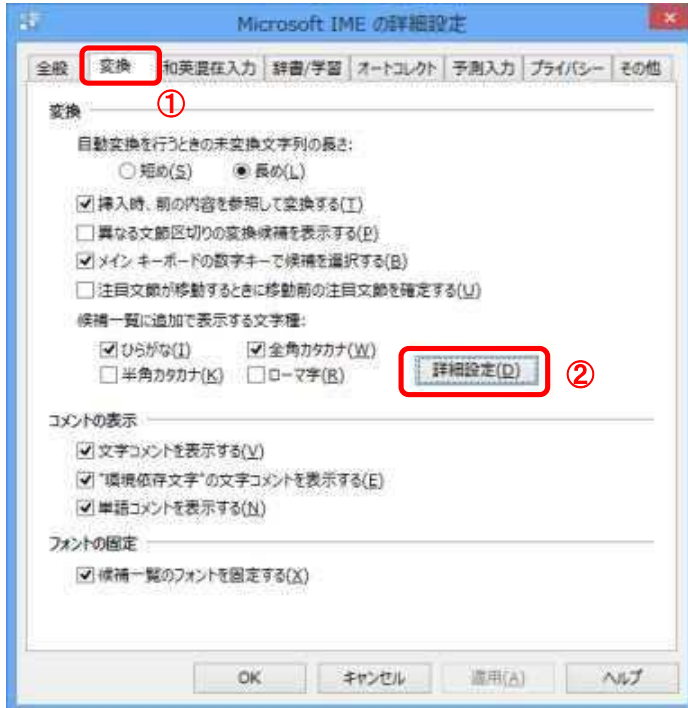 Microsoft IME の詳細設定
全般 変換 和英混在入力 辞書/学習 オートコレクト 予測入力 プライバシー その他
①
変換
自動変換を行うときの未変換文字列の長さ:
短め(S) 長め(L)
挿入時、前の内容を参照して変換する(T)
異なる文節区切りの変換候補を表示する(P)
メイン キーボードの数字キーで候補を選択する(B)
注目文節が移動するときに移動前の注目文節を確定する(U)
候補一覧に追加で表示する文字種:
ひらがな(I) 全角カタカナ(W)
半角カタカナ(K) ローマ字(R) 詳細設定(D) ②
コメントの表示
文字コメントを表示する(V)
"環境依存文字"の文字コメントを表示する(E)
単語コメントを表示する(N)
フォントの固定
候補一覧のフォントを固定する(X)
OK キャンセル 適用(A) ヘルプ